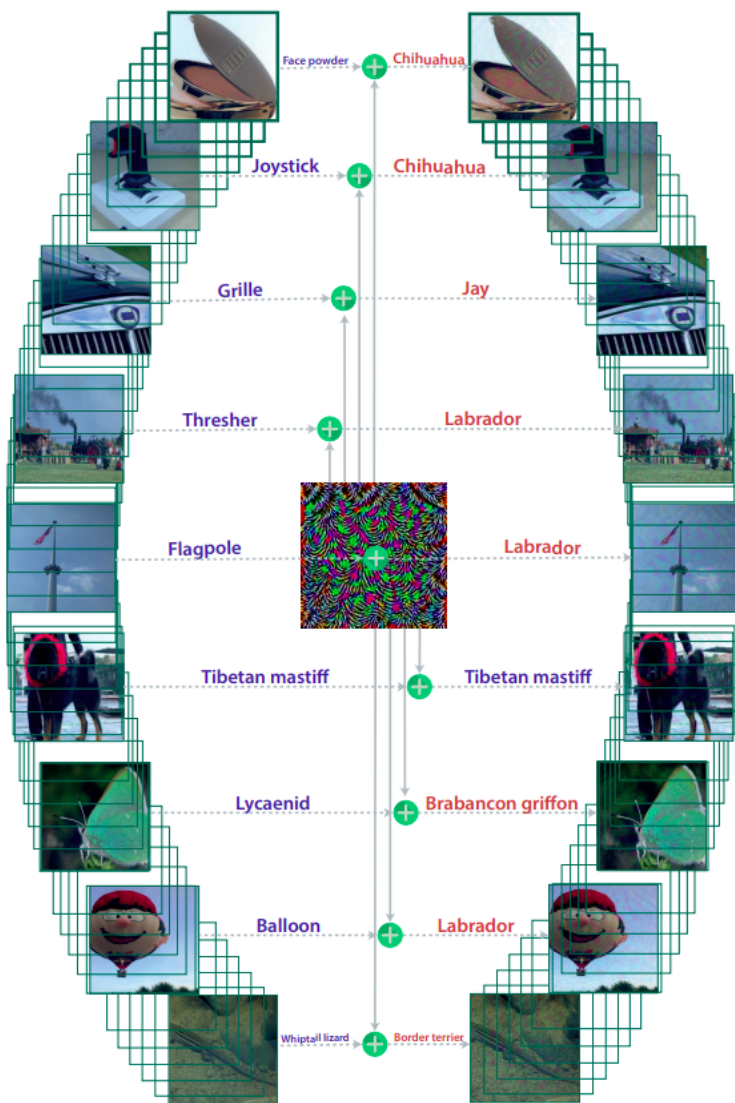 Face powder
Chihuahua
Joystick
Chihuahua
Grille
Jay
Thresher
Labrador
Flagpole
Labrador
Tibetan mastiff
Tibetan mastiff
Lycaenid
Brabancon griffon
Balloon
Labrador
Whiptail lizard
Border terrier